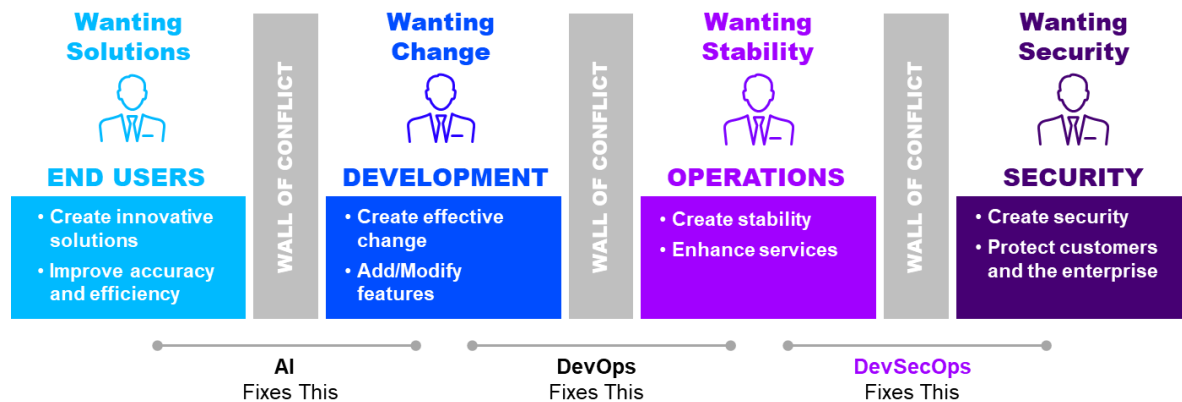 Wanting
Solutions
END USERS
• Create innovative
solutions
• Improve accuracy
and efficiency
WALL OF CONFLICT
Wanting
Change
DEVELOPMENT
• Create effective
change
• Add/Modify
features
WALL OF CONFLICT
Wanting
Stability
OPERATIONS
• Create stability
• Enhance services
WALL OF CONFLICT
Wanting
Security
SECURITY
• Create security
• Protect customers
and the enterprise
AI
Fixes This
DevOps
Fixes This
DevSecOps
Fixes This